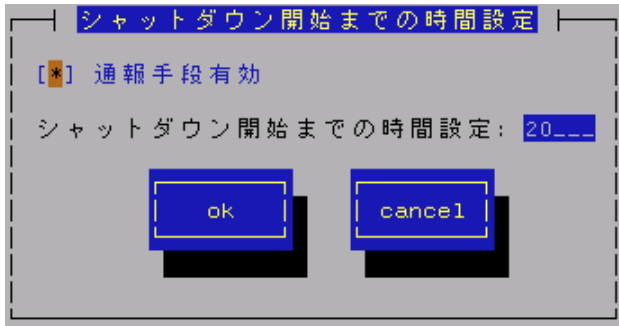 シャットダウン開始までの時間設定
[*] 通報手段有効
シャットダウン開始までの時間設定: 20___
ok
cancel